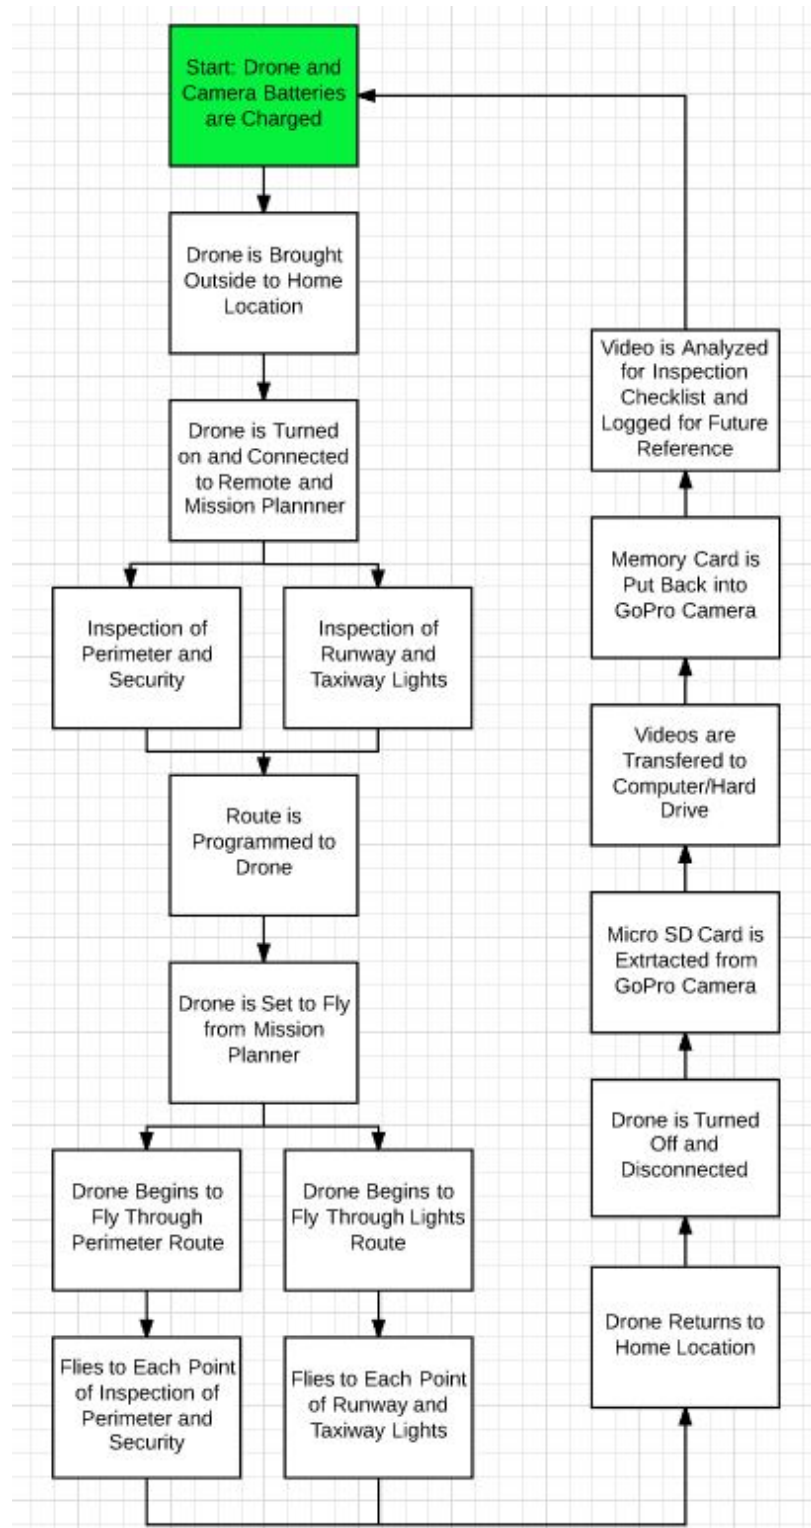 Start: Drone and
Camera Batteries
are Charged
Drone is Brought
Outside to Home
Location
Drone is Turned
on and Connected
to Remote and
Mission Plannner
Inspection of
Perimeter and
Security
Inspection of
Runway and
Taxiway Lights
Route is
Programmed to
Drone
Drone is Set to Fly
from Mission
Planner
Drone Begins to
Fly Through
Perimeter Route
Drone Begins to
Fly Through Lights
Route
Flies to Each Point
of Inspection of
Perimeter and
Security
Flies to Each Point
of Runway and
Taxiway Lights
Drone Returns to
Home Location
Drone is Turned
Off and
Disconnected
Micro SD Card is
Extrtacted from
GoPro Camera
Videos are
Transfered to
Computer/Hard
Drive
Memory Card is
Put Back into
GoPro Camera
Video is Analyzed
for Inspection
Checklist and
Logged for Future
Reference